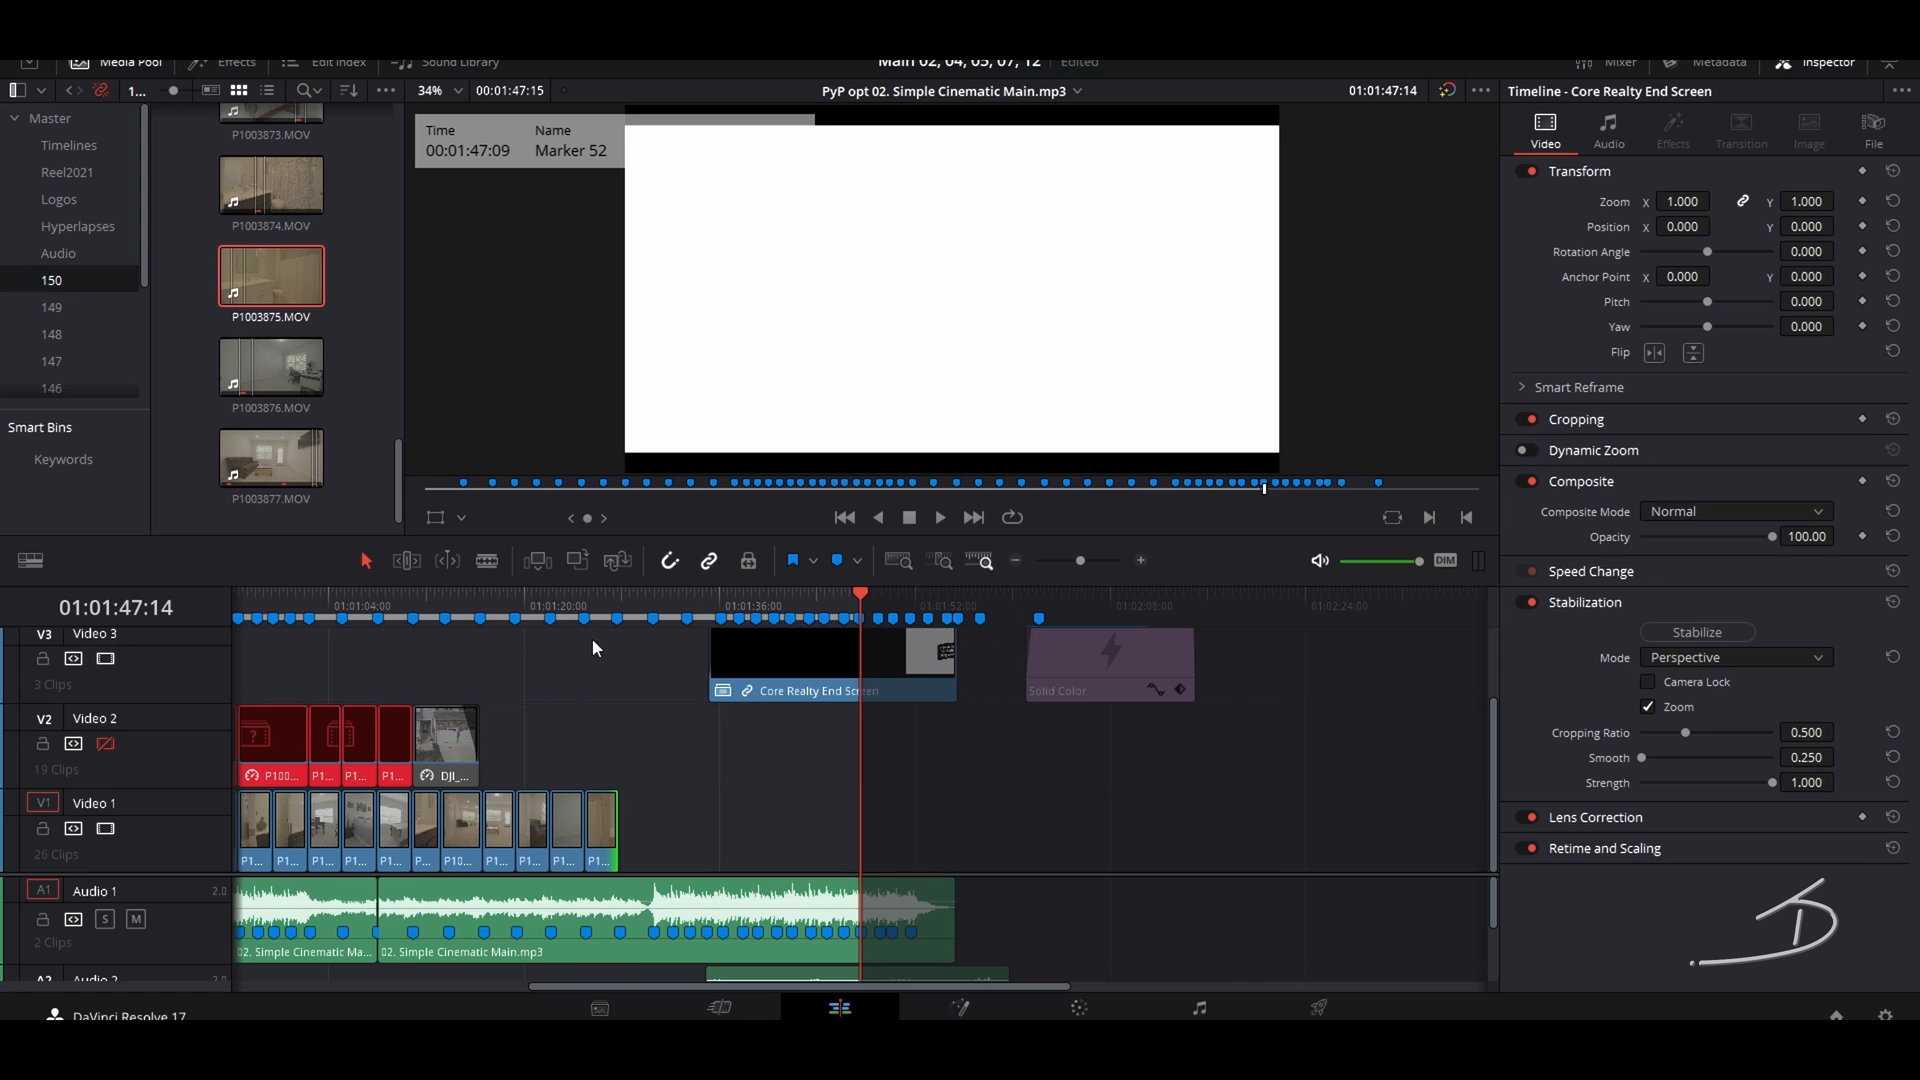 Media Pool
Effects
Edit Index
Sound Library
Main 02, 04, 05, 07, 12
Edited
Mixer
Metadata
Inspector
1...
34%
00:01:47:15
PyP opt 02. Simple Cinematic Main.mp3
01:01:47:14
Timeline - Core Realty End Screen
Master
Timelines
Reel2021
Logos
Hyperlapses
Audio
150
149
148
147
146
Smart Bins
Keywords
P1003873.MOV
P1003874.MOV
P1003875.MOV
P1003876.MOV
P1003877.MOV
Time
Name
00:01:47:09
Marker 52
Video
Audio
Effects
Transition
Image
File
Transform
Zoom X 1.000 Y 1.000
Position X 0.000 Y 0.000
Rotation Angle 0.000
Anchor Point X 0.000 Y 0.000
Pitch 0.000
Yaw 0.000
Flip
Smart Reframe
Cropping
Dynamic Zoom
Composite
Composite Mode Normal
Opacity 100.00
Speed Change
Stabilization
Stabilize
Mode Perspective
Camera Lock
Zoom
Cropping Ratio 0.500
Smooth 0.250
Strength 1.000
Lens Correction
Retime and Scaling
DIM
01:01:47:14
01:01:04:00
01:01:20:00
01:01:36:00
01:01:52:00
01:02:08:00
01:02:24:00
V3 Video 3
3 Clips
Core Realty End Screen
Solid Color
V2 Video 2
19 Clips
P100...
P1...
P1...
P1...
DJI_...
V1 Video 1
26 Clips
P1...
P1...
P1...
P1...
P1...
P...
P10...
P1...
P1...
P1...
P1...
A1 Audio 1 2.0
S M
2 Clips
02. Simple Cinematic Ma...
02. Simple Cinematic Main.mp3
A2 Audio 2 2.0
DaVinci Resolve 17